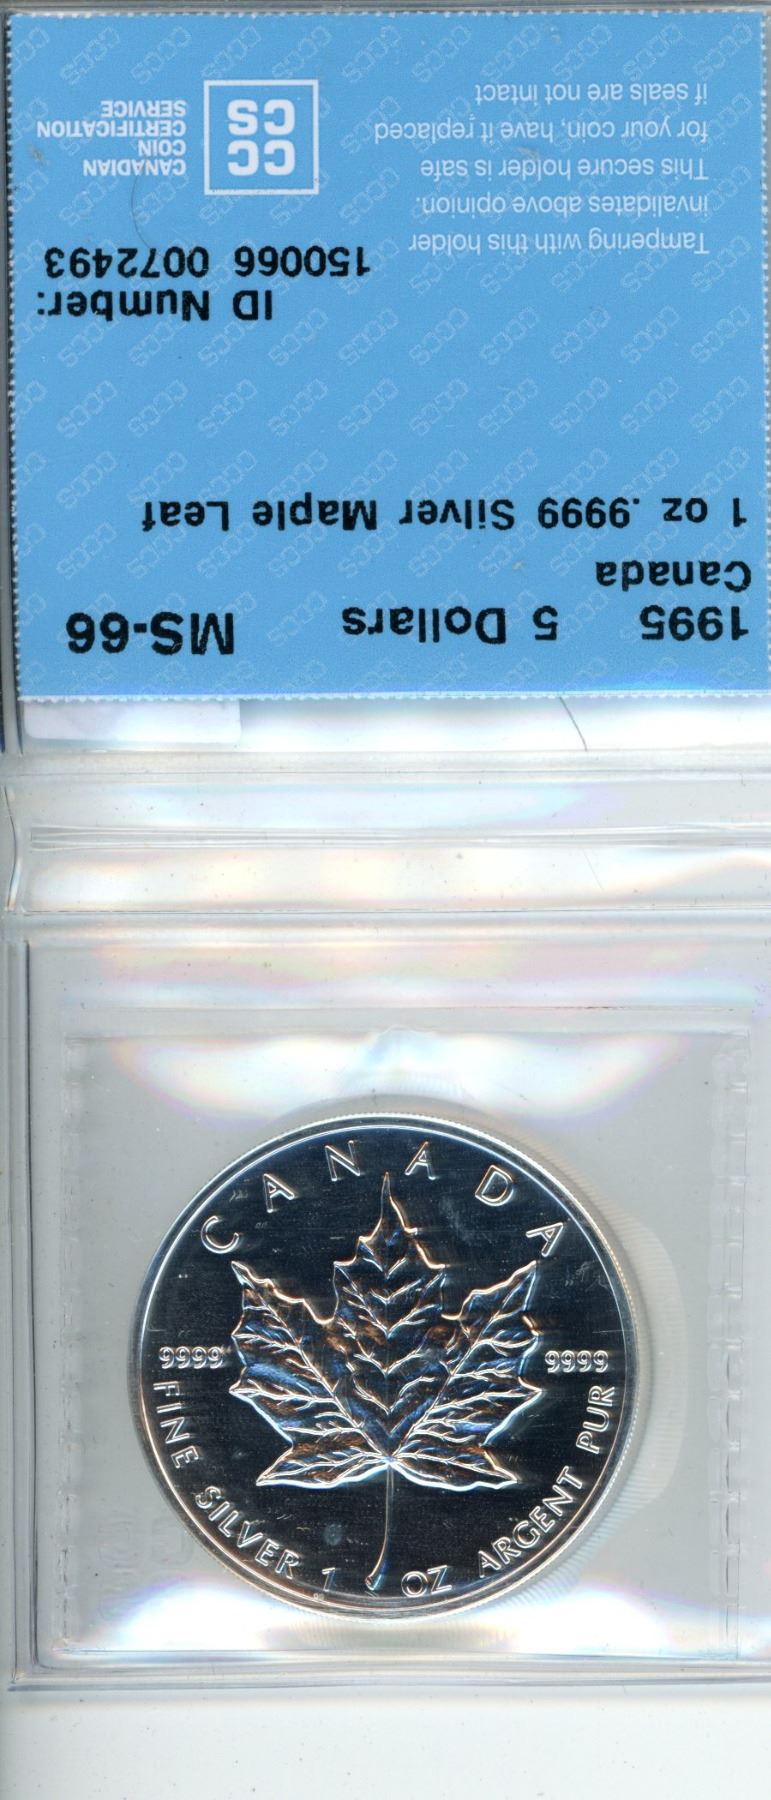 1995 5 Dollars MS-66
Canada
1 oz .9999 Silver Maple Leaf
ID Number:
150066 0072493
Tampering with this holder
invalidates above opinion.
This secure holder is safe
for your coin, have it replaced
if seals are not intact
CC
CS
CANADIAN
COIN
CERTIFICATION
SERVICE
CANADA
9999 9999
FINE SILVER 1 OZ ARGENT PUR